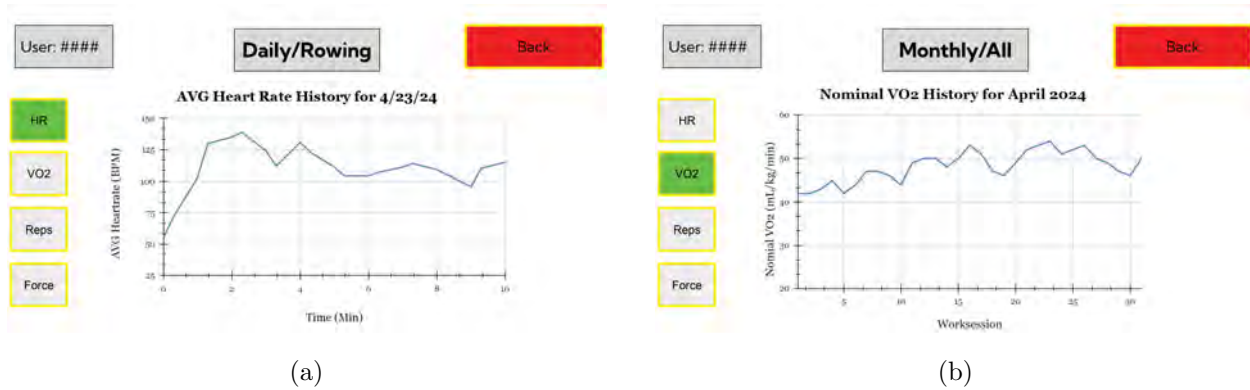 User: ####
Daily/Rowing
Back
AVG Heart Rate History for 4/23/24
HR
VO2
Reps
Force
AVG Heartrate (BPM)
150
125
100
75
50
25
0
2
4
6
8
10
Time (Min)
(a)
User: ####
Monthly/All
Back
Nominal VO2 History for April 2024
HR
VO2
Reps
Force
Nomial VO2 (mL/kg/min)
60
50
40
30
20
5
10
15
20
25
30
Worksession
(b)